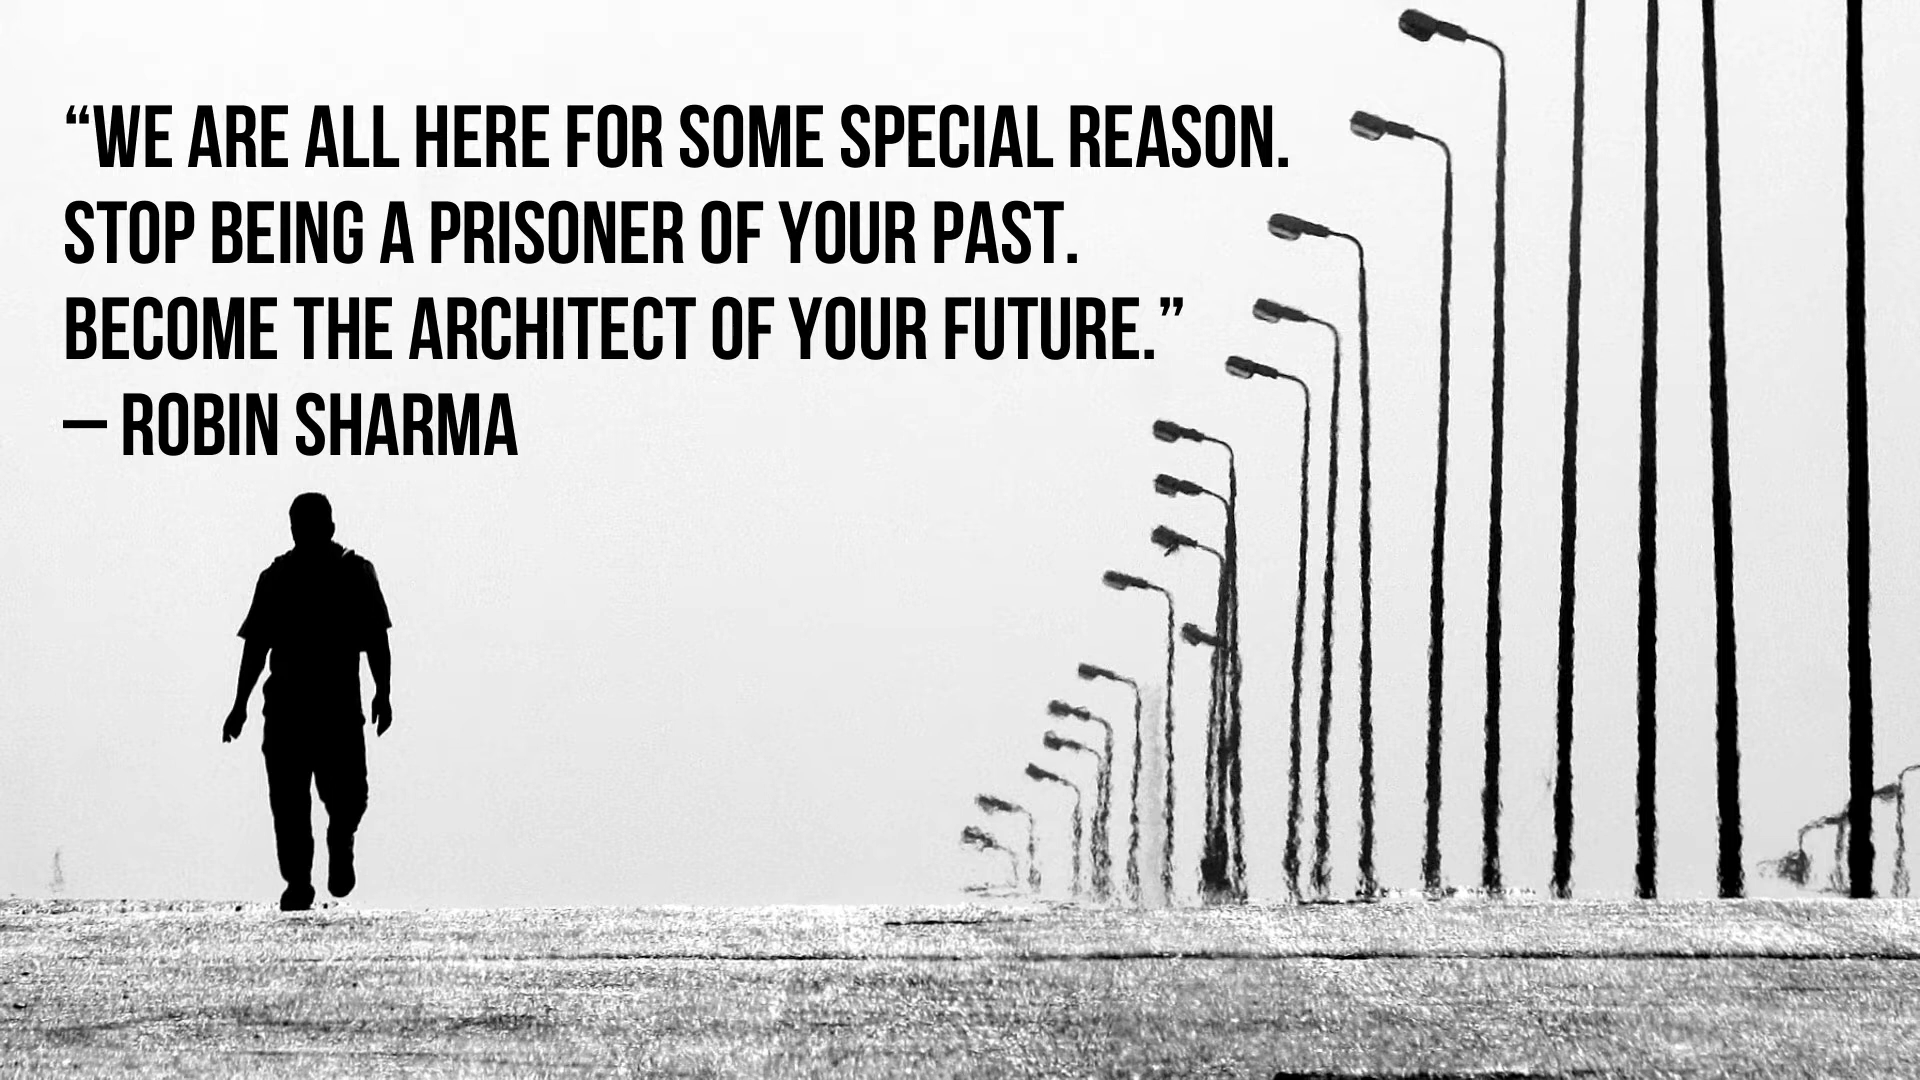 “WE ARE ALL HERE FOR SOME SPECIAL REASON.
STOP BEING A PRISONER OF YOUR PAST.
BECOME THE ARCHITECT OF YOUR FUTURE.”
– ROBIN SHARMA